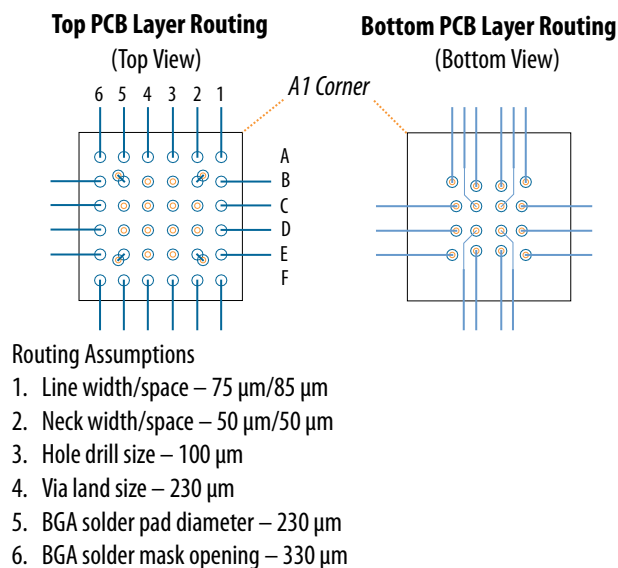 Top PCB Layer Routing
(Top View)
Bottom PCB Layer Routing
(Bottom View)
A1 Corner
6 5 4 3 2 1
A
B
C
D
E
F
Routing Assumptions
1. Line width/space – 75 μm/85 μm
2. Neck width/space – 50 μm/50 μm
3. Hole drill size – 100 μm
4. Via land size – 230 μm
5. BGA solder pad diameter – 230 μm
6. BGA solder mask opening – 330 μm